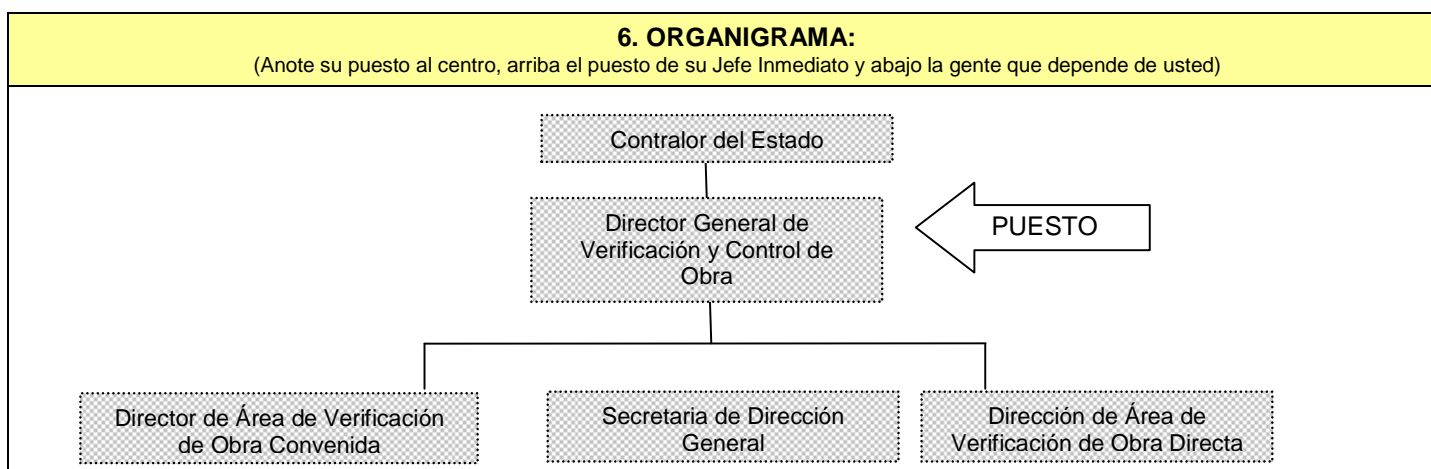 6. ORGANIGRAMA:
(Anote su puesto al centro, arriba el puesto de su Jefe Inmediato y abajo la gente que depende de usted)
Contralor del Estado
Director General de
Verificación y Control de
Obra
PUESTO
Director de Área de Verificación
de Obra Convenida
Secretaria de Dirección
General
Dirección de Área de
Verificación de Obra Directa